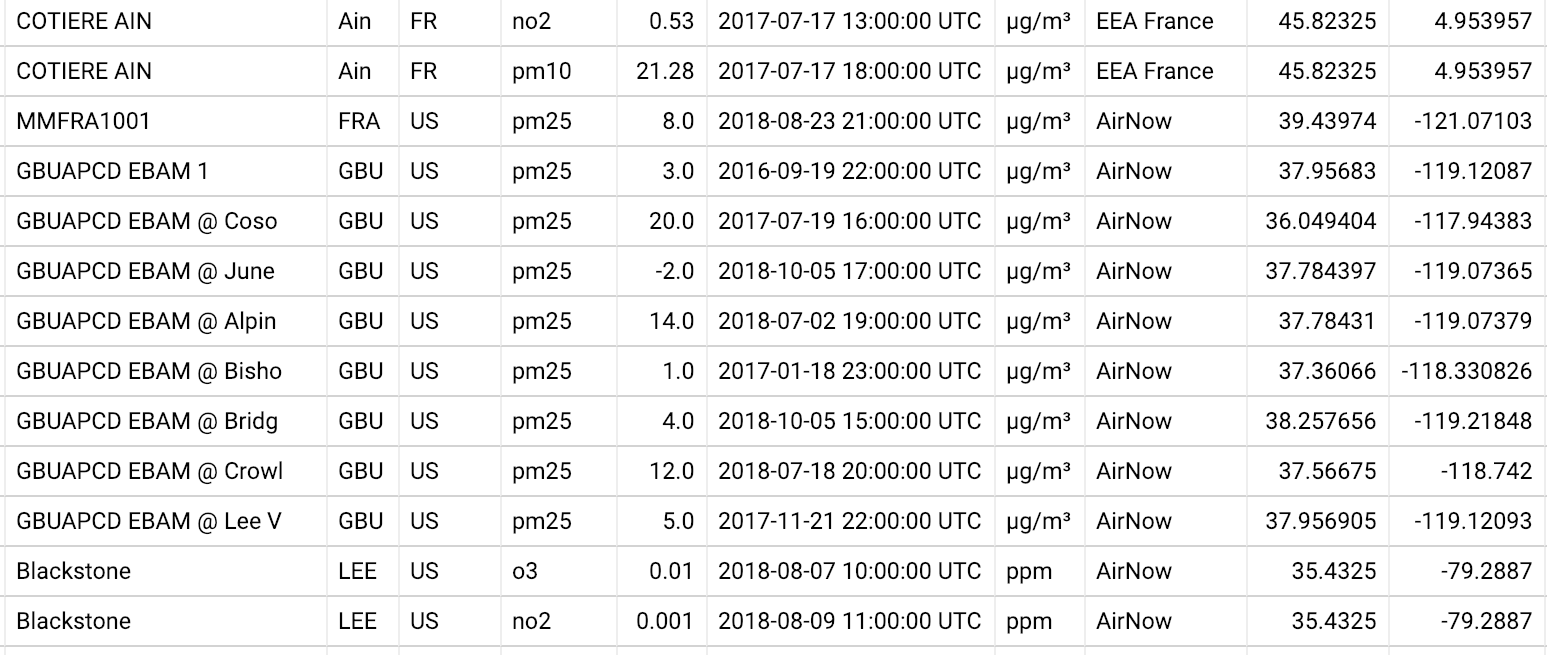 COTIERE AIN Ain FR no2 0.53 2017-07-17 13:00:00 UTC µg/m³ EEA France 45.82325 4.953957
COTIERE AIN Ain FR pm10 21.28 2017-07-17 18:00:00 UTC µg/m³ EEA France 45.82325 4.953957
MMFRA1001 FRA US pm25 8.0 2018-08-23 21:00:00 UTC µg/m³ AirNow 39.43974 -121.07103
GBUAPCD EBAM 1 GBU US pm25 3.0 2016-09-19 22:00:00 UTC µg/m³ AirNow 37.95683 -119.12087
GBUAPCD EBAM @ Coso GBU US pm25 20.0 2017-07-19 16:00:00 UTC µg/m³ AirNow 36.049404 -117.94383
GBUAPCD EBAM @ June GBU US pm25 -2.0 2018-10-05 17:00:00 UTC µg/m³ AirNow 37.784397 -119.07365
GBUAPCD EBAM @ Alpin GBU US pm25 14.0 2018-07-02 19:00:00 UTC µg/m³ AirNow 37.78431 -119.07379
GBUAPCD EBAM @ Bisho GBU US pm25 1.0 2017-01-18 23:00:00 UTC µg/m³ AirNow 37.36066 -118.330826
GBUAPCD EBAM @ Bridg GBU US pm25 4.0 2018-10-05 15:00:00 UTC µg/m³ AirNow 38.257656 -119.21848
GBUAPCD EBAM @ Crowl GBU US pm25 12.0 2018-07-18 20:00:00 UTC µg/m³ AirNow 37.56675 -118.742
GBUAPCD EBAM @ Lee V GBU US pm25 5.0 2017-11-21 22:00:00 UTC µg/m³ AirNow 37.956905 -119.12093
Blackstone LEE US o3 0.01 2018-08-07 10:00:00 UTC ppm AirNow 35.4325 -79.2887
Blackstone LEE US no2 0.001 2018-08-09 11:00:00 UTC ppm AirNow 35.4325 -79.2887